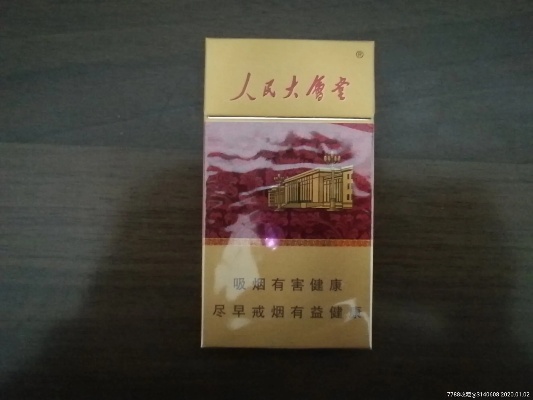 人民大會堂
®
吸烟有害健康
尽早戒烟有益健康